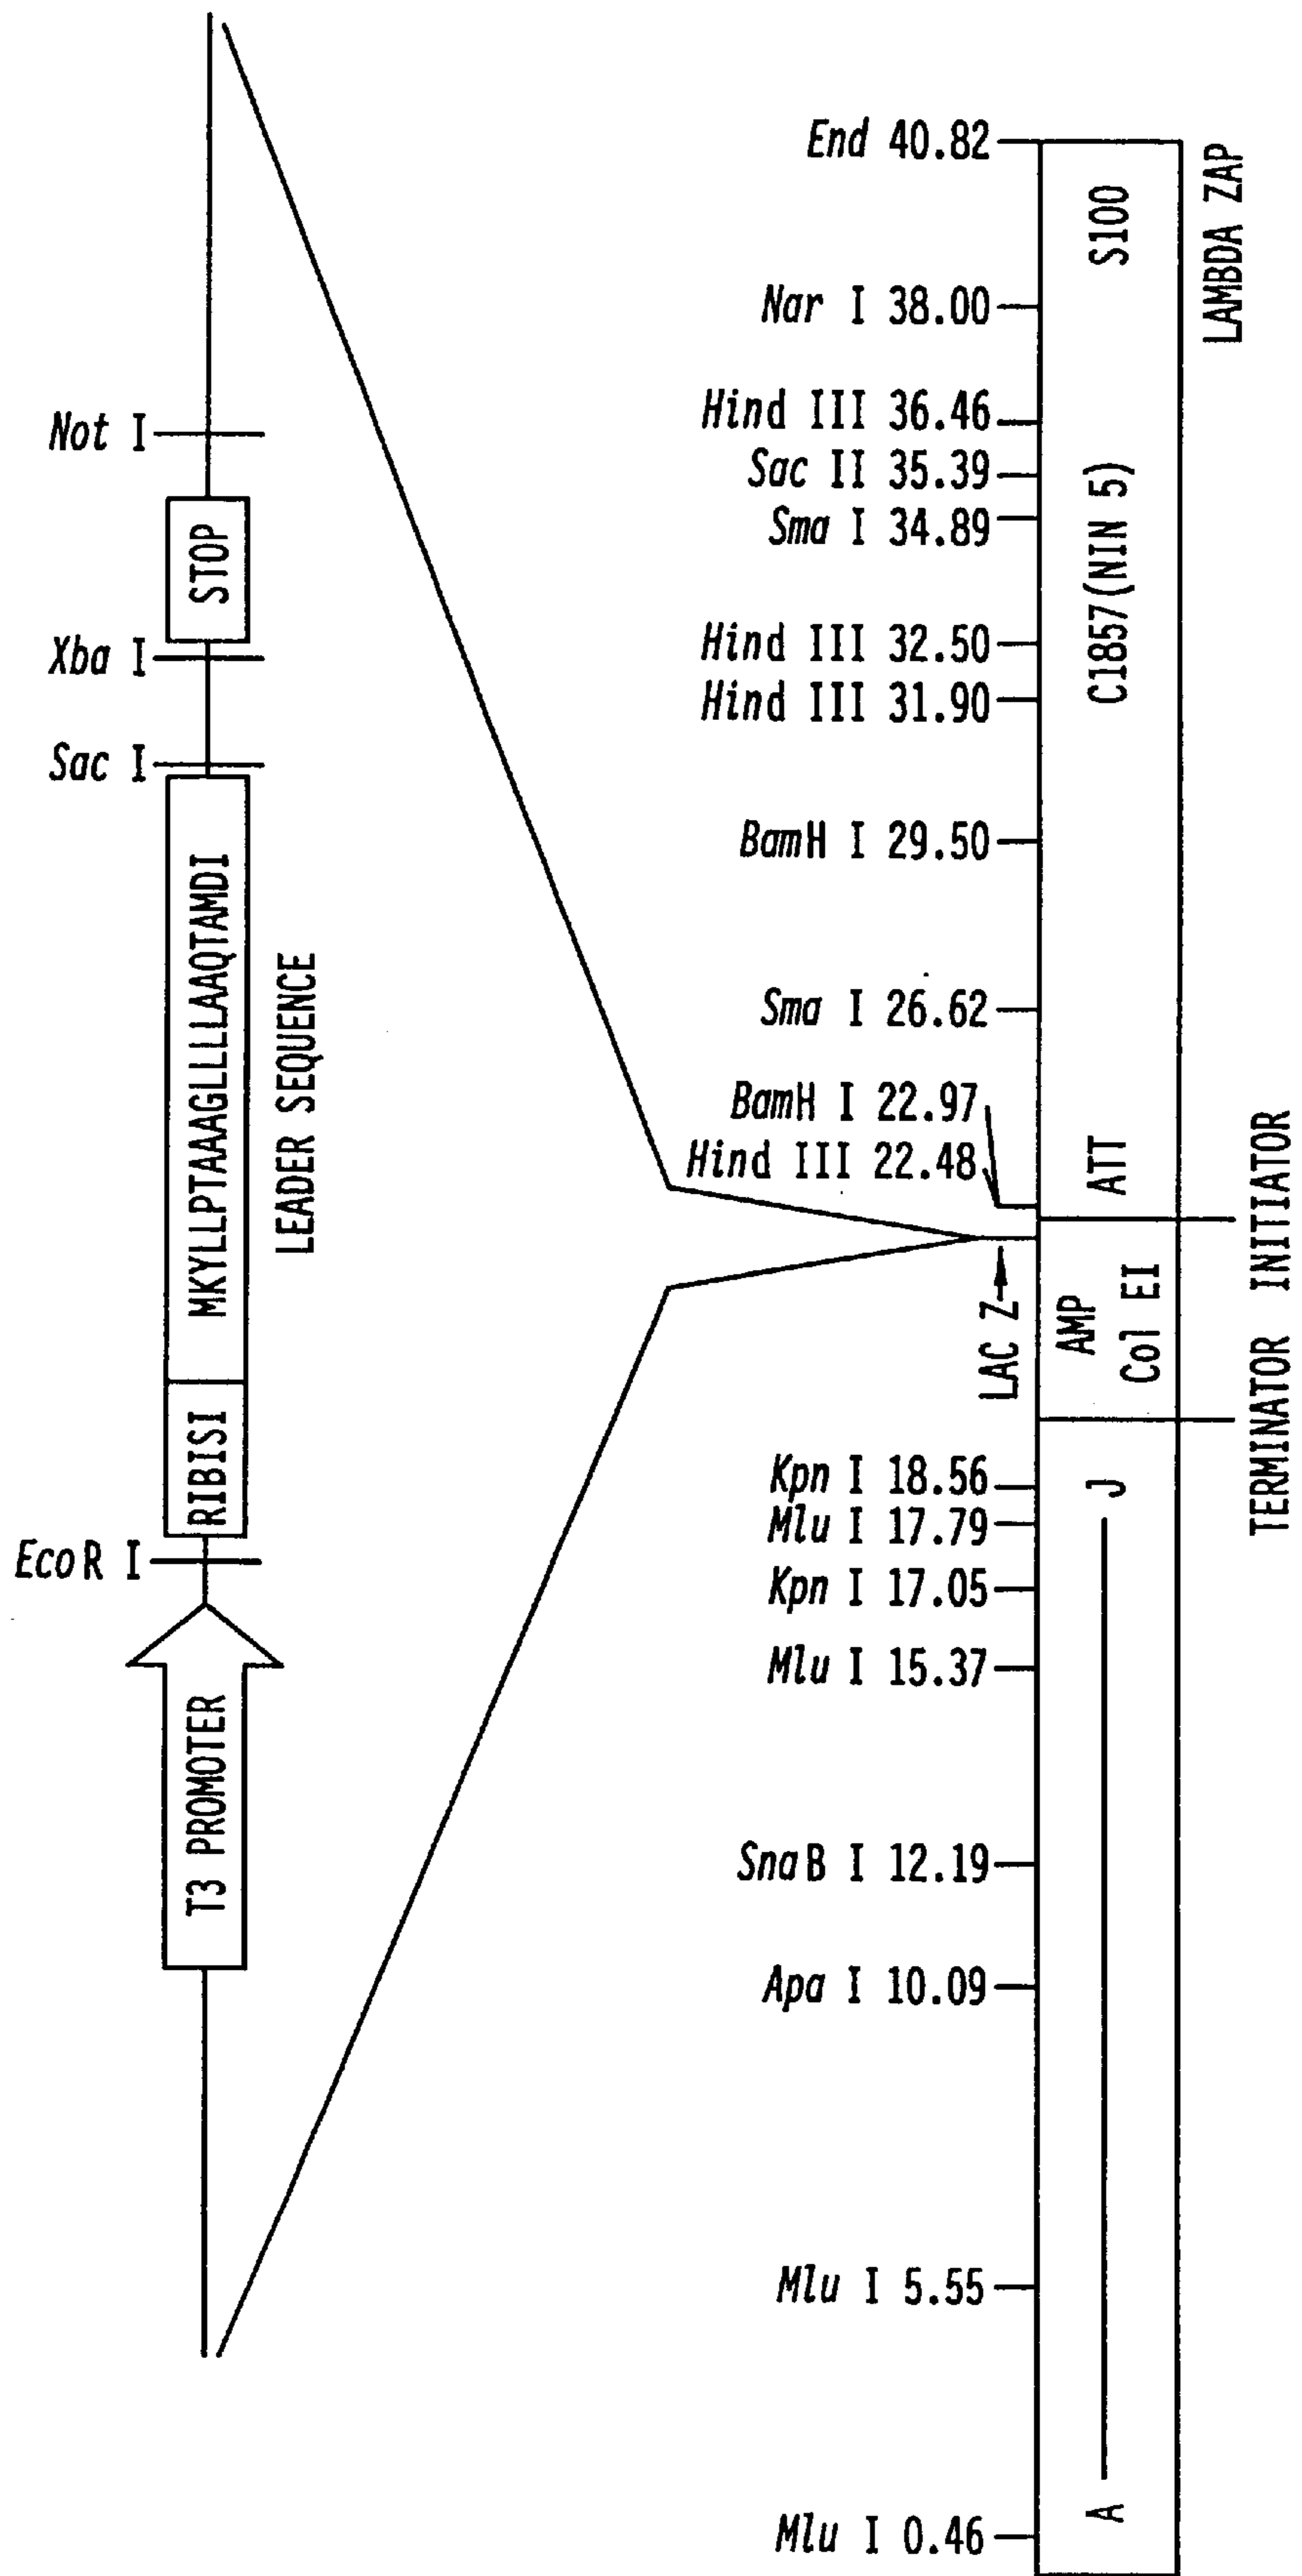 Not I
Xba I
Sac I
EcoR I
STOP
MKYLLPTAAAGLLLLAAQTAMDI
RIBISI
T3 PROMOTER
LEADER SEQUENCE
End 40.82
Nar I 38.00
Hind III 36.46
Sac II 35.39
Sma I 34.89
Hind III 32.50
Hind III 31.90
BamH I 29.50
Sma I 26.62
BamH I 22.97
Hind III 22.48
LAC Z
Kpn I 18.56
Mlu I 17.79
Kpn I 17.05
Mlu I 15.37
SnaB I 12.19
Apa I 10.09
Mlu I 5.55
Mlu I 0.46
S100
C1857(NIN 5)
ATT
AMP
Col EI
J
A
LAMBDA ZAP
TERMINATOR INITIATOR